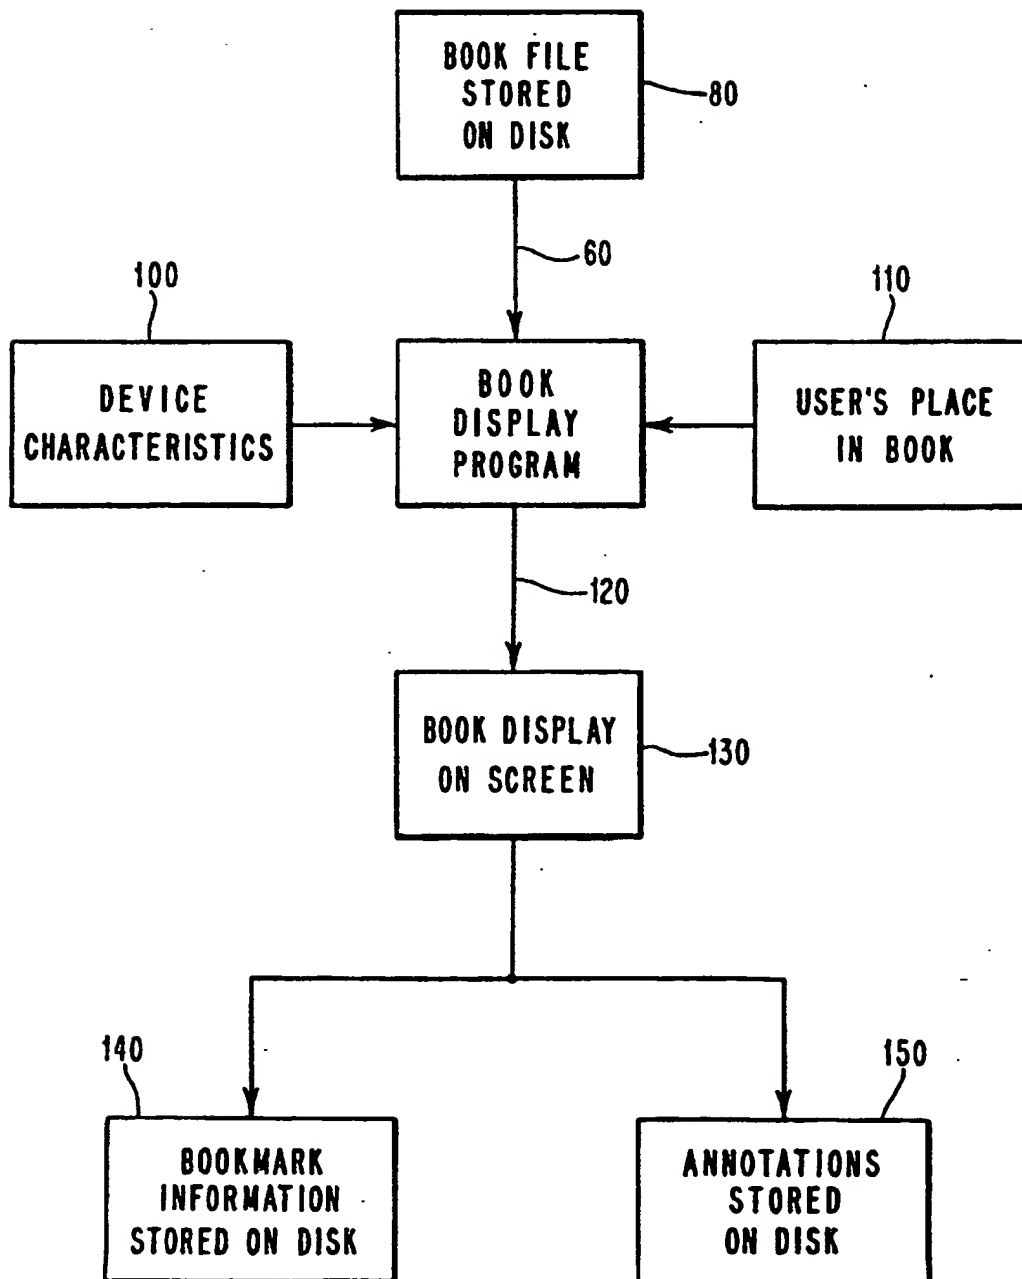 BOOK FILE
STORED
ON DISK
80
60
100
110
DEVICE
CHARACTERISTICS
BOOK
DISPLAY
PROGRAM
USER'S PLACE
IN BOOK
120
BOOK DISPLAY
ON SCREEN
130
140
150
BOOKMARK
INFORMATION
STORED ON DISK
ANNOTATIONS
STORED
ON DISK